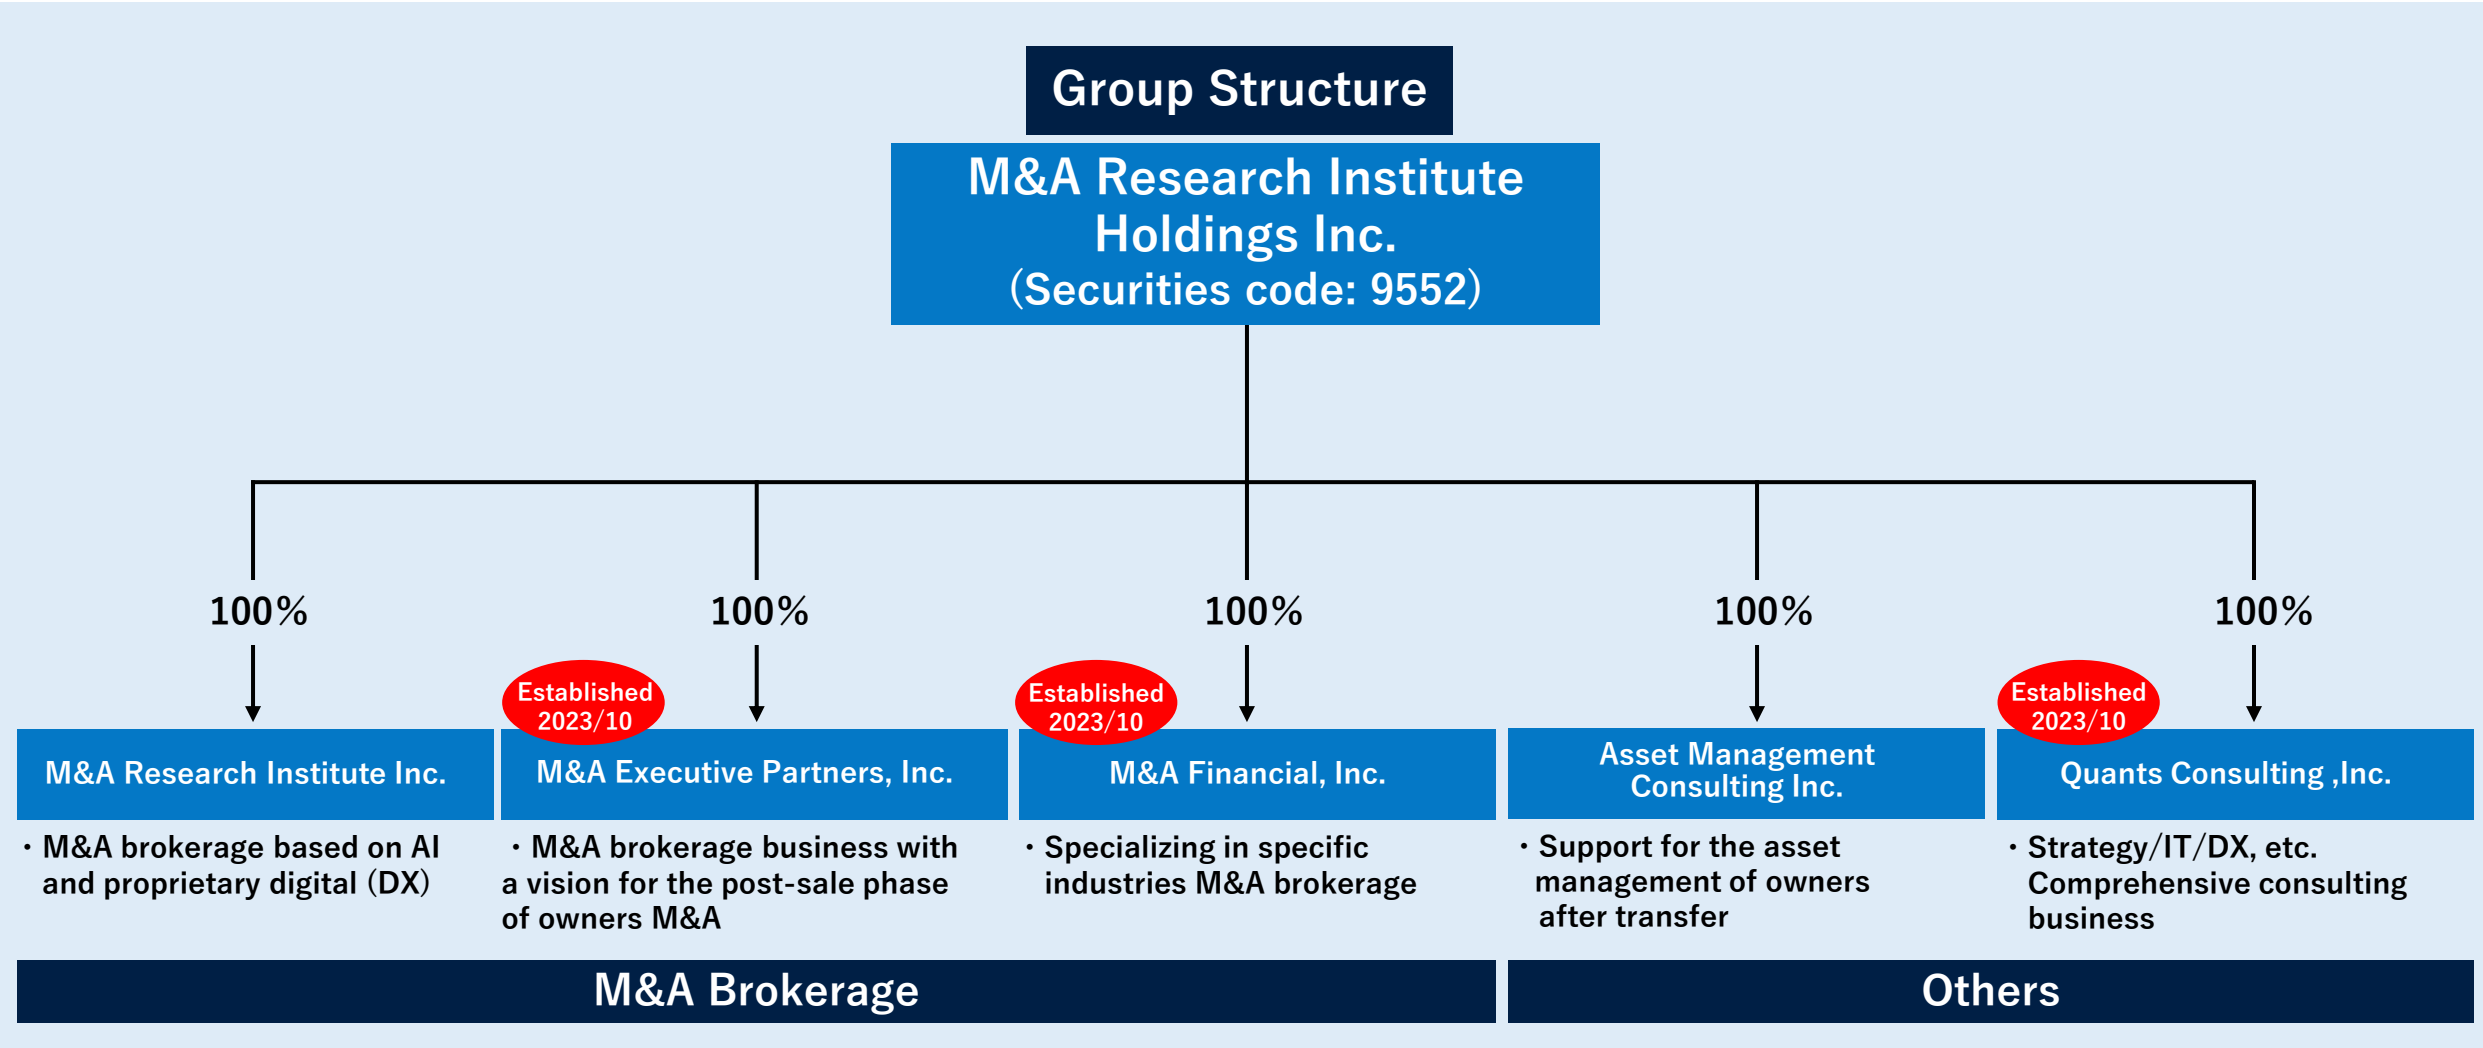 Group Structure
M&A Research Institute
Holdings Inc.
(Securities code: 9552)
100%
100%
100%
100%
100%
M&A Research Institute Inc.
・M&A brokerage based on AI
and proprietary digital (DX)
Established
2023/10
M&A Executive Partners, Inc.
・M&A brokerage business with
a vision for the post-sale phase
of owners M&A
Established
2023/10
M&A Financial, Inc.
・Specializing in specific
industries M&A brokerage
Asset Management
Consulting Inc.
・Support for the asset
management of owners
after transfer
Established
2023/10
Quants Consulting ,Inc.
・Strategy/IT/DX, etc.
Comprehensive consulting
business
M&A Brokerage
Others